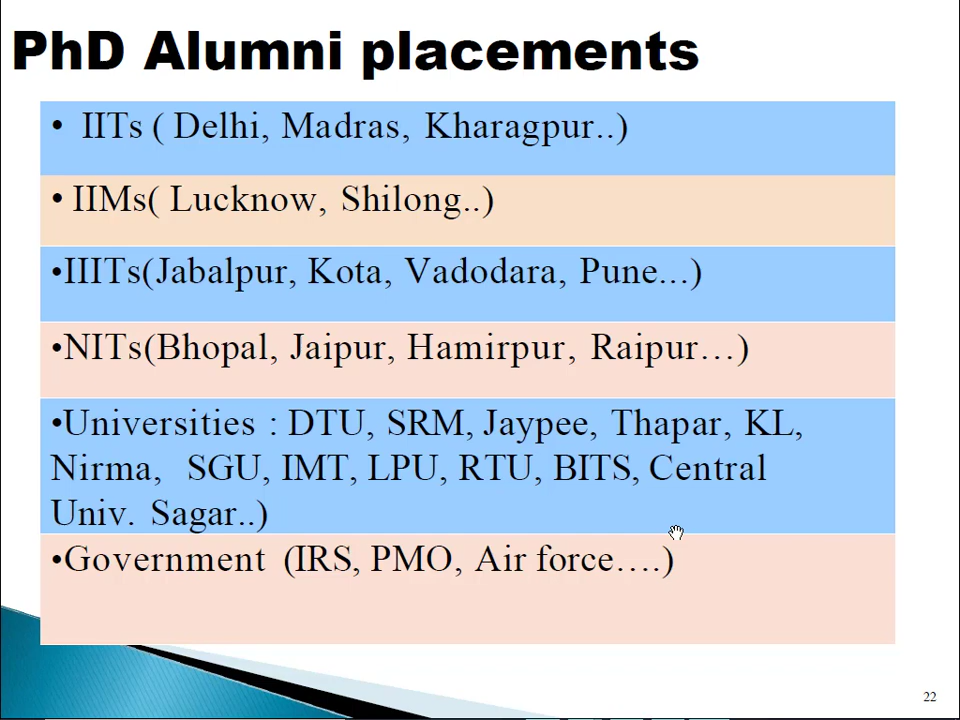 PhD Alumni placements
• IITs ( Delhi, Madras, Kharagpur..)
• IIMs( Lucknow, Shilong..)
•IIITs(Jabalpur, Kota, Vadodara, Pune...)
•NITs(Bhopal, Jaipur, Hamirpur, Raipur…)
•Universities : DTU, SRM, Jaypee, Thapar, KL,
Nirma, SGU, IMT, LPU, RTU, BITS, Central
Univ. Sagar..)
•Government (IRS, PMO, Air force….)
22